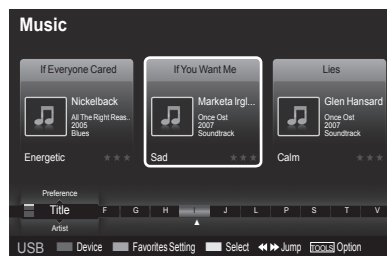 Music
If Everyone Cared
Nickelback
All The Right Reas..
2005
Blues
Energetic
If You Want Me
Marketa Irgl...
Once Ost
2007
Soundtrack
Sad
Lies
Glen Hansard
Once Ost
2007
Soundtrack
Calm
Preference
Title F G H I J L P S T V
Artist
USB Device Favorites Setting Select Jump TOOLS Option